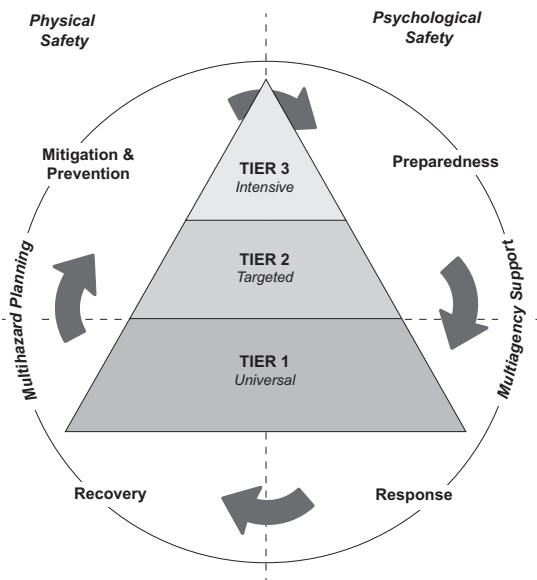 Physical
Safety
Psychological
Safety
Mitigation &
Prevention
TIER 3
Intensive
Preparedness
Multihazard Planning
TIER 2
Targeted
Multiagency Support
TIER 1
Universal
Recovery
Response